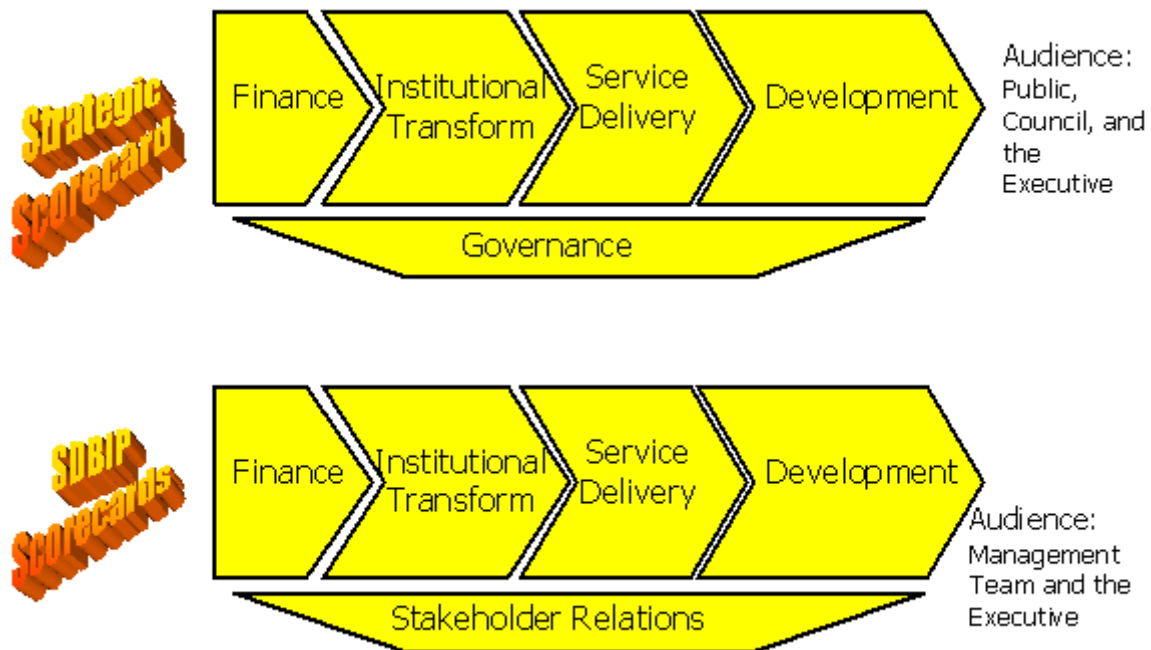 Strategic
Scorecard
Finance
Institutional
Transform
Service
Delivery
Development
Audience:
Public,
Council, and
the
Executive
Governance
SDBIP
Scorecards
Finance
Institutional
Transform
Service
Delivery
Development
Audience:
Management
Team and the
Executive
Stakeholder Relations